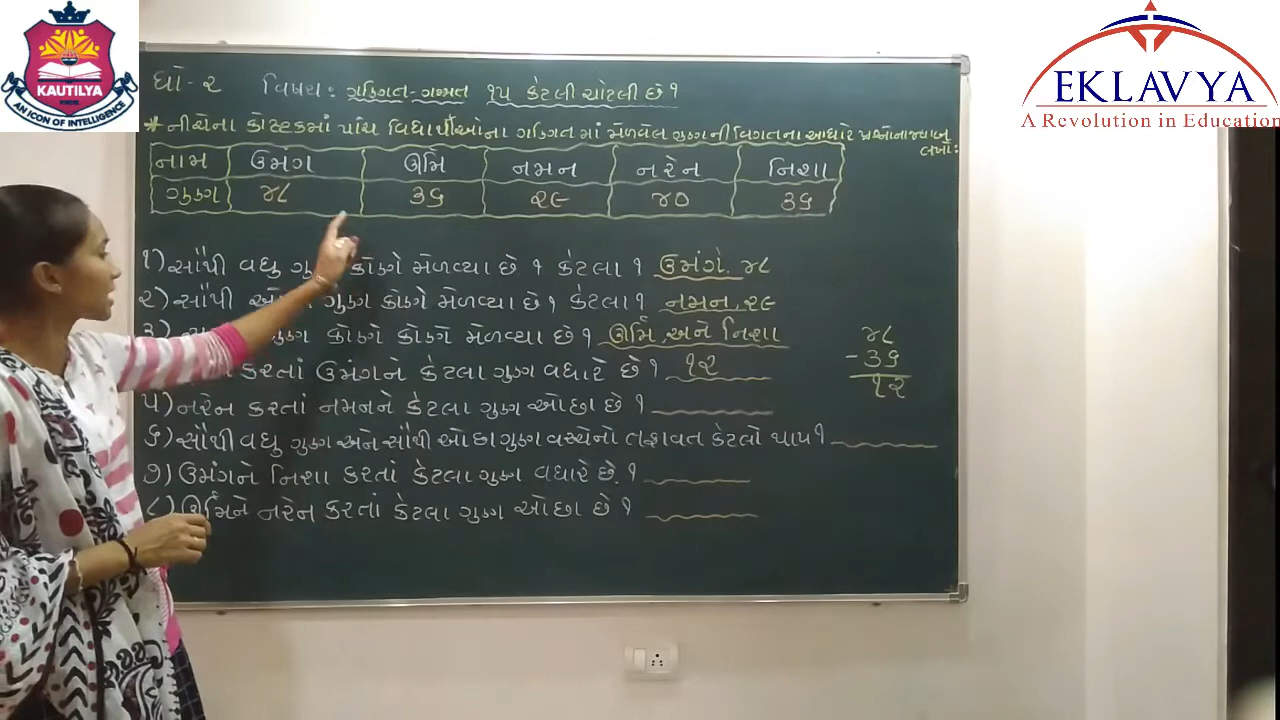 KAUTILYA
AN ICON OF INTELLIGENCE
EKLAVYA
A Revolution in Education
ધો-૨ વિષય: ગણિત-ગમ્મત ૧૫ કેટલી ચોટલી છે ?
* નીચેના કોષ્ટકમાં પાંચ વિદ્યાર્થીઓના ગણિતમાં મેળવેલ ગુણની વિગતના આધારે પ્રશ્નોના જવાબ લખો:
નામ ઉમંગ ઊર્મિ નમન નરેન નિશા
ગુણ ૪૮ ૩૬ ૨૯ ૪૦ ૩૬
૧) સૌથી વધુ ગુણ કોણે મેળવ્યા છે ? કેટલા ? ઉમંગે. ૪૮
૨) સૌથી ગુણ કોણે મેળવ્યા છે ? કેટલા ? નમન, ૨૯
૩) ગુણ કોણે કોણે મેળવ્યા છે ? ઊર્મિ અને નિશા
કરતાં ઉમંગને કેટલા ગુણ વધારે છે ? ૧૨
૫) નરેન કરતાં નમનને કેટલા ગુણ ઓછા છે ?
૬) સૌથી વધુ ગુણ અને સૌથી ઓછા ગુણ વચ્ચેનો તફાવત કેટલો થાય ?
૭) ઉમંગને નિશા કરતાં કેટલા ગુણ વધારે છે. ?
૮) ઊર્મિને નરેન કરતાં કેટલા ગુણ ઓછા છે ?
૪૮
- ૩૬
૧૨